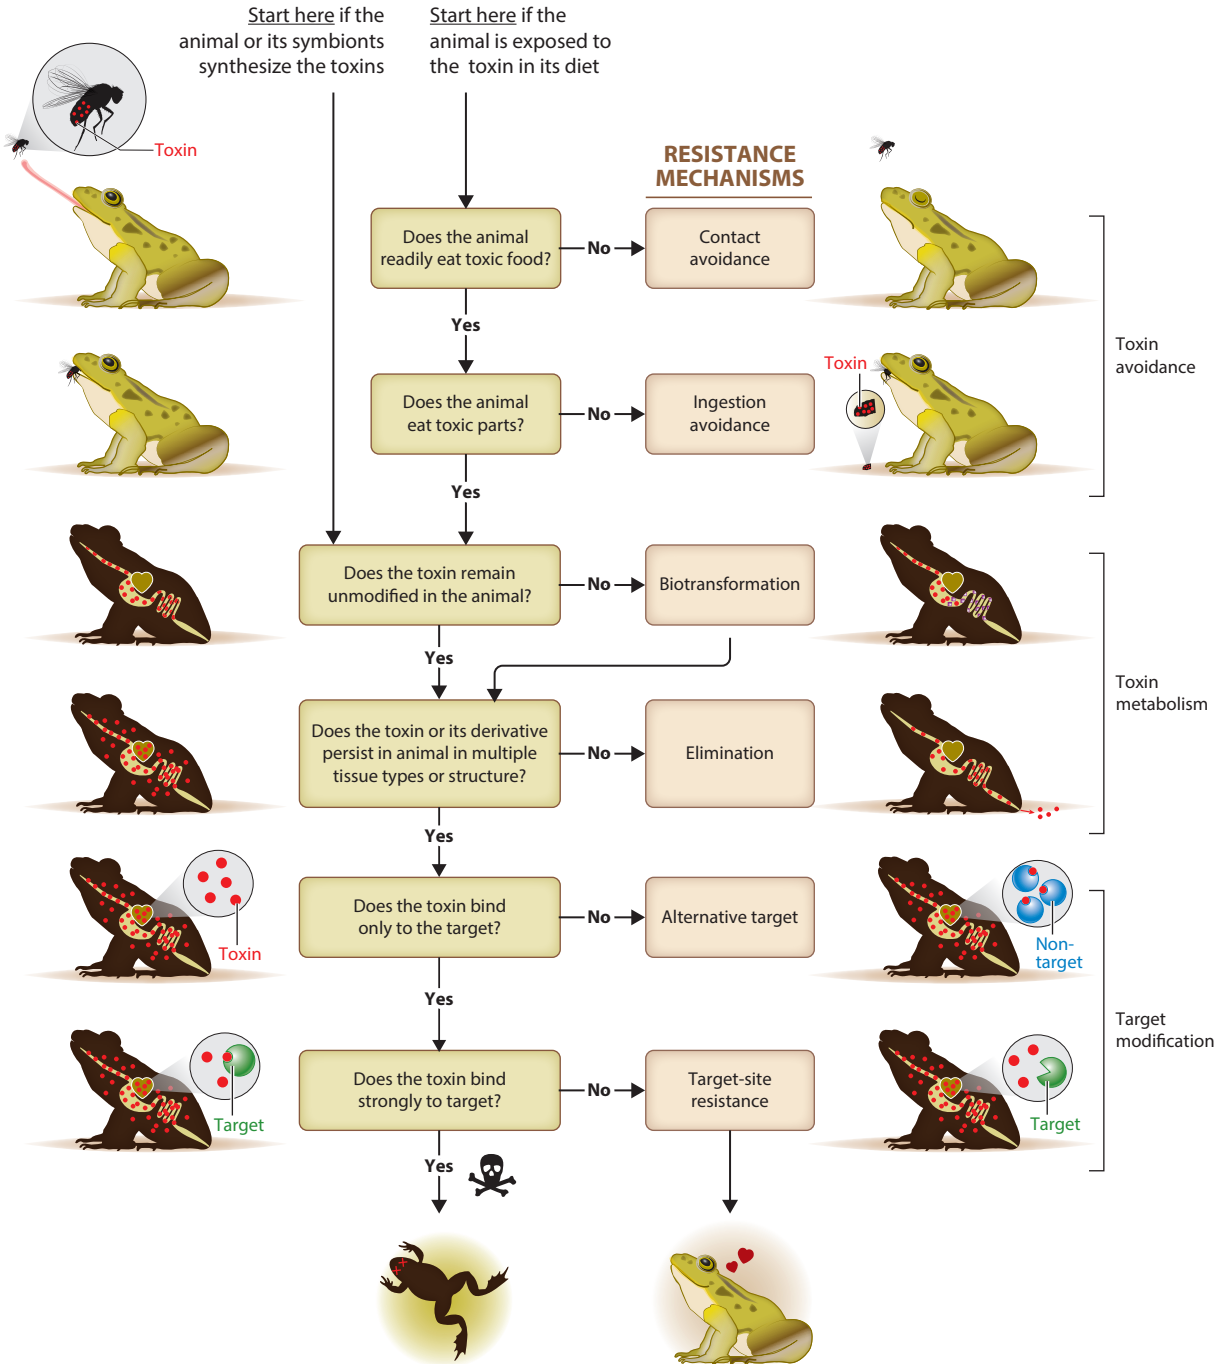 Start here if the
animal or its symbionts
synthesize the toxins
Start here if the
animal is exposed to
the toxin in its diet
Toxin
RESISTANCE
MECHANISMS
Does the animal
readily eat toxic food?
No
Contact
avoidance
Yes
Toxin
avoidance
Toxin
Does the animal
eat toxic parts?
No
Ingestion
avoidance
Yes
Does the toxin remain
unmodified in the animal?
No
Biotransformation
Yes
Toxin
metabolism
Does the toxin or its derivative
persist in animal in multiple
tissue types or structure?
No
Elimination
Yes
Toxin
Does the toxin bind
only to the target?
No
Alternative target
Non-
target
Yes
Target
modification
Target
Does the toxin bind
strongly to target?
No
Target-site
resistance
Target
Yes